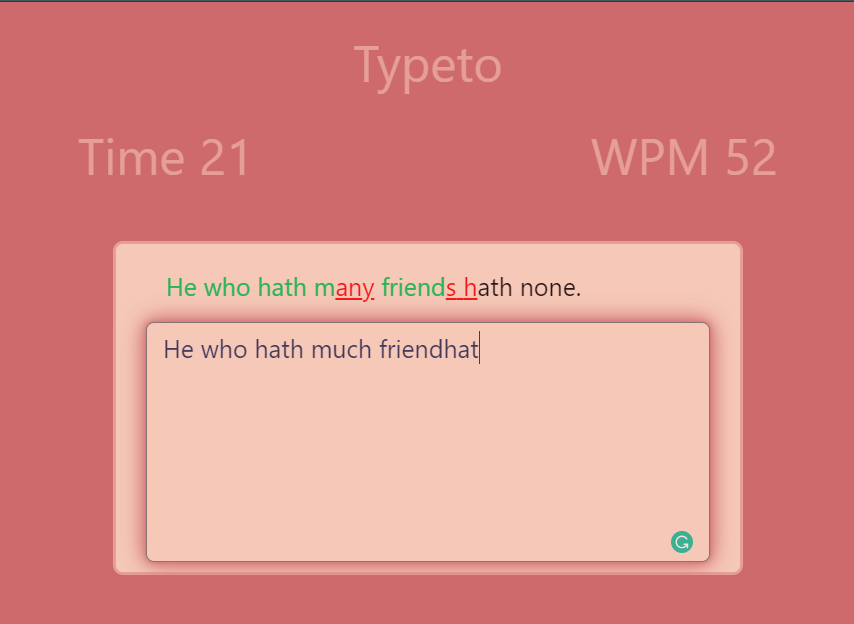 Typeto
Time 21
WPM 52
He who hath many friends hath none.
He who hath much friendhat